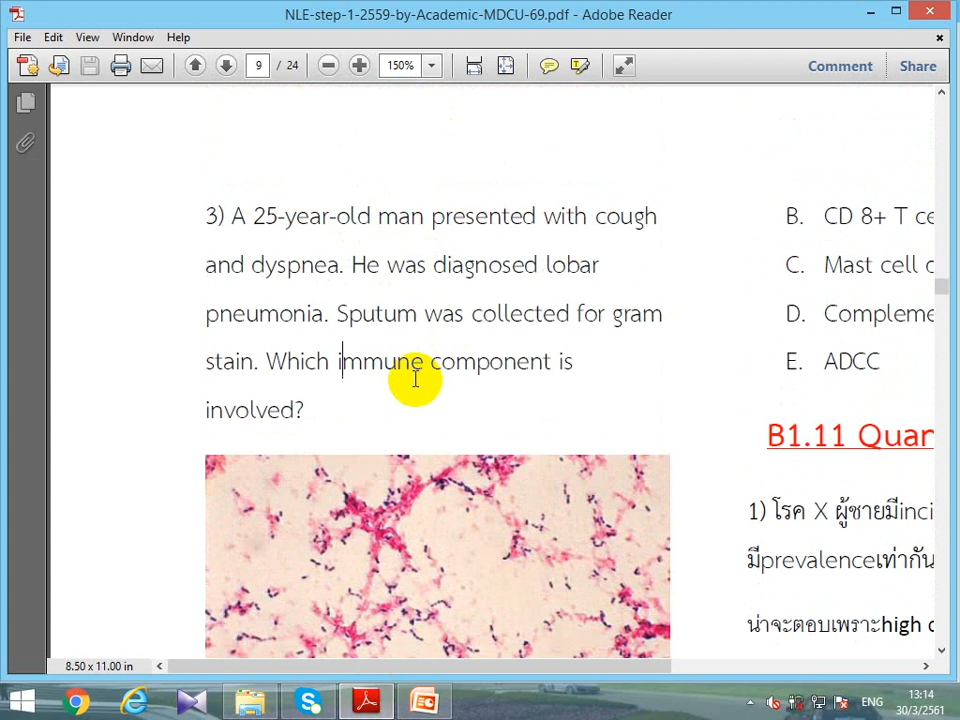 NLE-step-1-2559-by-Academic-MDCU-69.pdf - Adobe Reader
File Edit View Window Help
9 / 24 150% Comment Share
3) A 25-year-old man presented with cough
and dyspnea. He was diagnosed lobar
pneumonia. Sputum was collected for gram
stain. Which immune component is
involved?
B. CD 8+ T ce
C. Mast cell
D. Compleme
E. ADCC
B1.11 Quan
1) โรค X ผู้ชายมีinci
มีprevalenceเท่ากัน
น่าจะตอบเพราะhigh
8.50 x 11.00 in
ENG
13:14
30/3/2561